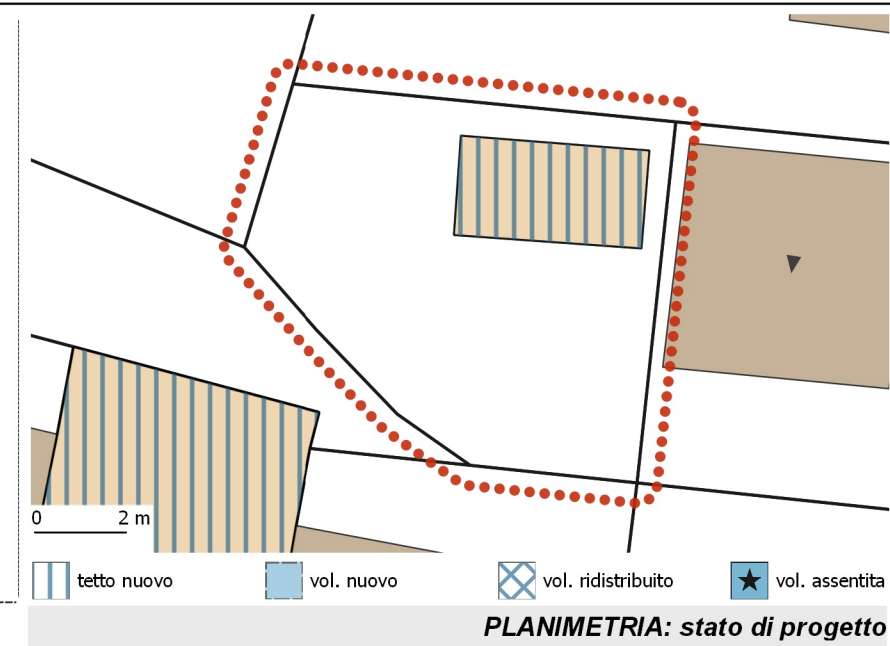 0 2 m
tetto nuovo vol. nuovo vol. ridistribuito vol. assentita
PLANIMETRIA: stato di progetto